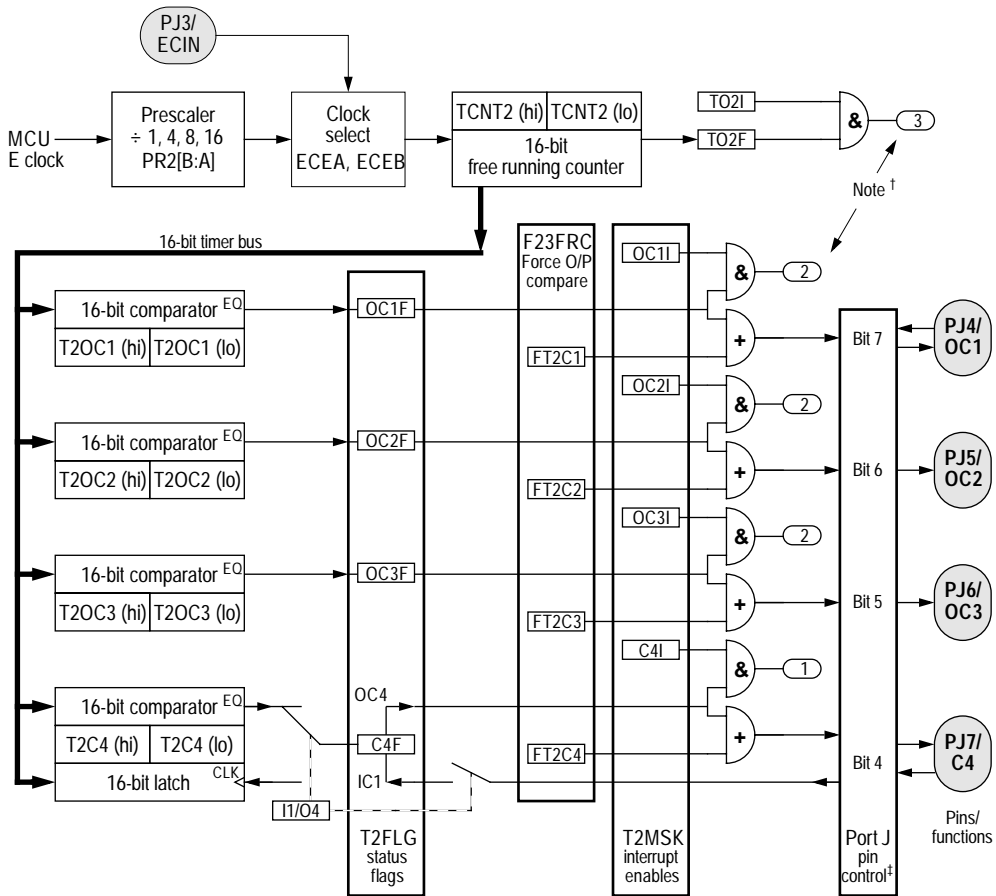 PJ3/
ECIN
MCU
E clock
Prescaler
÷ 1, 4, 8, 16
PR2[B:A]
Clock
select
ECEA, ECEB
TCNT2 (hi) TCNT2 (lo)
16-bit
free running counter
TO2I
TO2F
&
3
Note †
16-bit timer bus
F23FRC
Force O/P
compare
OC1I
&
2
16-bit comparator EQ
T2OC1 (hi) T2OC1 (lo)
OC1F
FT2C1
+
Bit 7
PJ4/
OC1
OC2I
&
2
16-bit comparator EQ
T2OC2 (hi) T2OC2 (lo)
OC2F
FT2C2
+
Bit 6
PJ5/
OC2
OC3I
&
2
16-bit comparator EQ
T2OC3 (hi) T2OC3 (lo)
OC3F
FT2C3
+
Bit 5
PJ6/
OC3
C4I
&
1
16-bit comparator EQ
T2C4 (hi) T2C4 (lo)
16-bit latch CLK
OC4
C4F
IC1
I1/O4
FT2C4
+
Bit 4
PJ7/
C4
Pins/
functions
T2FLG
status
flags
T2MSK
interrupt
enables
Port J
pin
control‡